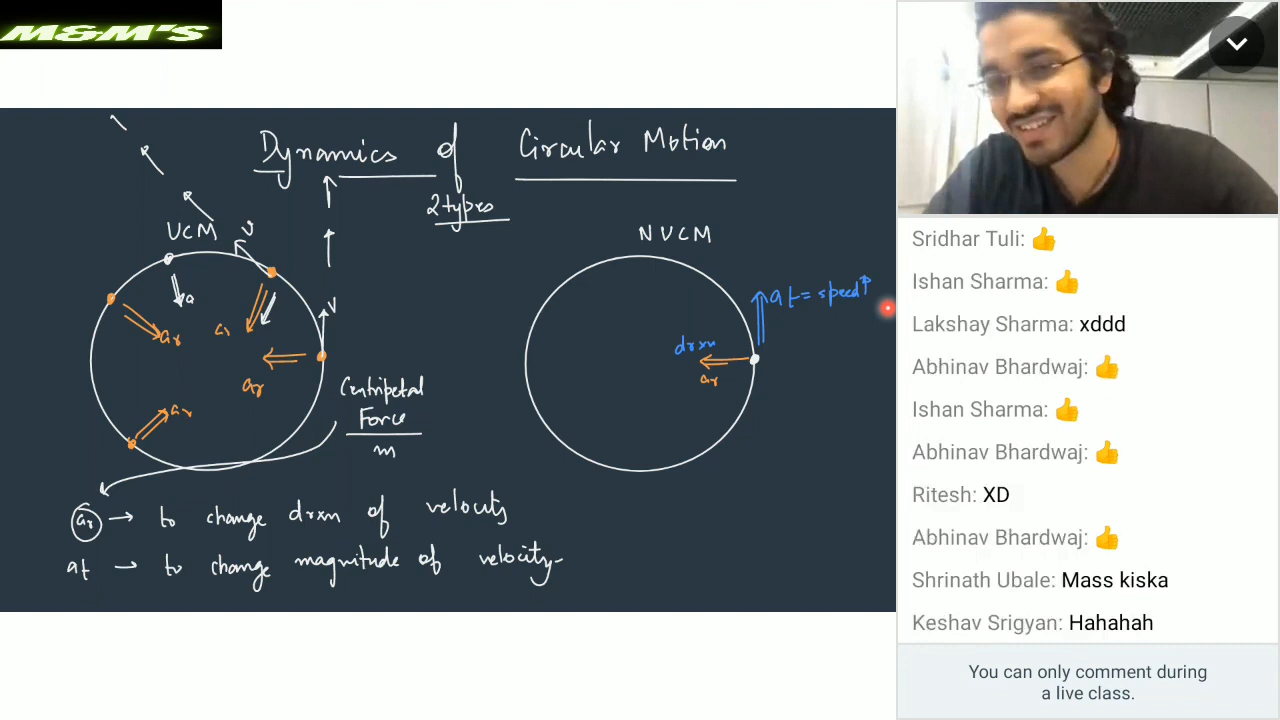 M&M'S
Dynamics of Circular Motion
2 types
UCM
NVCM
v
a
ar
ar
v
ar
ar
Centripetal
Force
m
at = speed↑
drxn
ar
ar → to change drxn of velocity
at → to change magnitude of velocity
Sridhar Tuli: 👍
Ishan Sharma: 👍
Lakshay Sharma: xddd
Abhinav Bhardwaj: 👍
Ishan Sharma: 👍
Abhinav Bhardwaj: 👍
Ritesh: XD
Abhinav Bhardwaj: 👍
Shrinath Ubale: Mass kiska
Keshav Srigyan: Hahahah
You can only comment during
a live class.